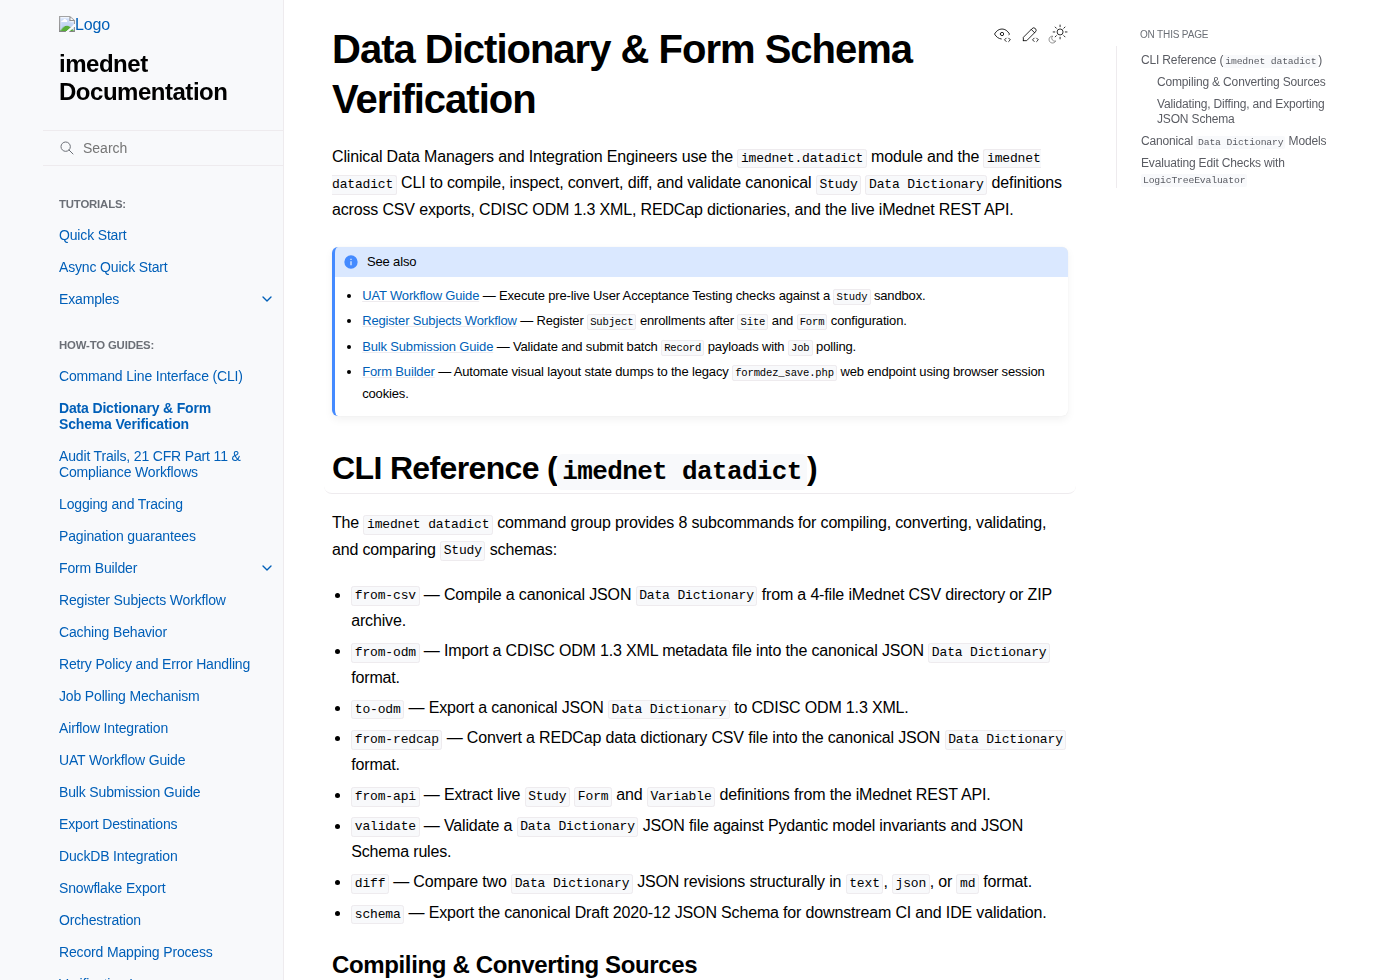 Logo
imednet
Documentation
Search
TUTORIALS:
Quick Start
Async Quick Start
Examples
HOW-TO GUIDES:
Command Line Interface (CLI)
Data Dictionary & Form
Schema Verification
Audit Trails, 21 CFR Part 11 &
Compliance Workflows
Logging and Tracing
Pagination guarantees
Form Builder
Register Subjects Workflow
Caching Behavior
Retry Policy and Error Handling
Job Polling Mechanism
Airflow Integration
UAT Workflow Guide
Bulk Submission Guide
Export Destinations
DuckDB Integration
Snowflake Export
Orchestration
Record Mapping Process
Data Dictionary & Form Schema
Verification
Clinical Data Managers and Integration Engineers use the imednet.datadict module and the imednet
datadict CLI to compile, inspect, convert, diff, and validate canonical Study Data Dictionary definitions
across CSV exports, CDISC ODM 1.3 XML, REDCap dictionaries, and the live iMednet REST API.
See also
• UAT Workflow Guide — Execute pre-live User Acceptance Testing checks against a Study sandbox.
• Register Subjects Workflow — Register Subject enrollments after Site and Form configuration.
• Bulk Submission Guide — Validate and submit batch Record payloads with Job polling.
• Form Builder — Automate visual layout state dumps to the legacy formdez_save.php web endpoint using browser session
cookies.
CLI Reference (imednet datadict)
The imednet datadict command group provides 8 subcommands for compiling, converting, validating,
and comparing Study schemas:
• from-csv — Compile a canonical JSON Data Dictionary from a 4-file iMednet CSV directory or ZIP
archive.
• from-odm — Import a CDISC ODM 1.3 XML metadata file into the canonical JSON Data Dictionary
format.
• to-odm — Export a canonical JSON Data Dictionary to CDISC ODM 1.3 XML.
• from-redcap — Convert a REDCap data dictionary CSV file into the canonical JSON Data Dictionary
format.
• from-api — Extract live Study Form and Variable definitions from the iMednet REST API.
• validate — Validate a Data Dictionary JSON file against Pydantic model invariants and JSON
Schema rules.
• diff — Compare two Data Dictionary JSON revisions structurally in text, json, or md format.
• schema — Export the canonical Draft 2020-12 JSON Schema for downstream CI and IDE validation.
Compiling & Converting Sources
ON THIS PAGE
CLI Reference (imednet datadict)
Compiling & Converting Sources
Validating, Diffing, and Exporting
JSON Schema
Canonical Data Dictionary Models
Evaluating Edit Checks with
LogicTreeEvaluator